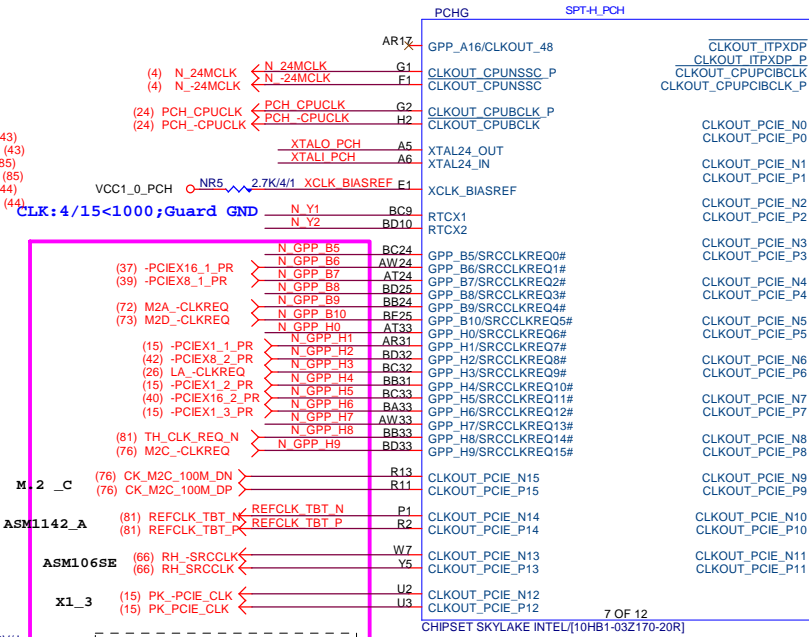 PCHG SPT-H_PCH
AR17 GPP_A16/CLKOUT_48 CLKOUT_ITPXDP
CLKOUT_ITPXDP_P
(4) N_24MCLK N_24MCLK G1 CLKOUT_CPUNSSC_P CLKOUT_CPUPCIBCLK
(4) N_-24MCLK N_-24MCLK F1 CLKOUT_CPUNSSC CLKOUT_CPUPCIBCLK_P
(24) PCH_CPUCLK PCH_CPUCLK G2 CLKOUT_CPUBCLK_P
(24) PCH_-CPUCLK PCH_-CPUCLK H2 CLKOUT_CPUBCLK CLKOUT_PCIE_N0
43) CLKOUT_PCIE_P0
(43) XTALO_PCH A5 XTAL24_OUT
85) XTALI_PCH A6 XTAL24_IN CLKOUT_PCIE_N1
(85) CLKOUT_PCIE_P1
44) VCC1_0_PCH NR5 2.7K/4/1 XCLK_BIASREF E1 XCLK_BIASREF
(44) CLKOUT_PCIE_N2
CLK:4/15<1000;Guard GND N_Y1 BC9 RTCX1 CLKOUT_PCIE_P2
N_Y2 BD10 RTCX2
CLKOUT_PCIE_N3
N_GPP_B5 BC24 GPP_B5/SRCCLKREQ0# CLKOUT_PCIE_P3
(37) -PCIEX16_1_PR N_GPP_B6 AW24 GPP_B6/SRCCLKREQ1#
(39) -PCIEX8_1_PR N_GPP_B7 AT24 GPP_B7/SRCCLKREQ2# CLKOUT_PCIE_N4
N_GPP_B8 BD25 GPP_B8/SRCCLKREQ3# CLKOUT_PCIE_P4
(72) M2A_-CLKREQ N_GPP_B9 BB24 GPP_B9/SRCCLKREQ4#
(73) M2D_-CLKREQ N_GPP_B10 BE25 GPP_B10/SRCCLKREQ5# CLKOUT_PCIE_N5
N_GPP_H0 AT33 GPP_H0/SRCCLKREQ6# CLKOUT_PCIE_P5
(15) -PCIEX1_1_PR N_GPP_H1 AR31 GPP_H1/SRCCLKREQ7#
(42) -PCIEX8_2_PR N_GPP_H2 BD32 GPP_H2/SRCCLKREQ8# CLKOUT_PCIE_N6
(26) LA_-CLKREQ N_GPP_H3 BC32 GPP_H3/SRCCLKREQ9# CLKOUT_PCIE_P6
(15) -PCIEX1_2_PR N_GPP_H4 BB31 GPP_H4/SRCCLKREQ10#
(40) -PCIEX16_2_PR N_GPP_H5 BC33 GPP_H5/SRCCLKREQ11# CLKOUT_PCIE_N7
(15) -PCIEX1_3_PR N_GPP_H6 BA33 GPP_H6/SRCCLKREQ12# CLKOUT_PCIE_P7
N_GPP_H7 AW33 GPP_H7/SRCCLKREQ13#
(81) TH_CLK_REQ_N N_GPP_H8 BB33 GPP_H8/SRCCLKREQ14# CLKOUT_PCIE_N8
(76) M2C_-CLKREQ N_GPP_H9 BD33 GPP_H9/SRCCLKREQ15# CLKOUT_PCIE_P8
M.2 _C (76) CK_M2C_100M_DN R13 CLKOUT_PCIE_N15 CLKOUT_PCIE_N9
(76) CK_M2C_100M_DP R11 CLKOUT_PCIE_P15 CLKOUT_PCIE_P9
ASM1142_A (81) REFCLK_TBT_N REFCLK_TBT_N P1 CLKOUT_PCIE_N14 CLKOUT_PCIE_N10
(81) REFCLK_TBT_P REFCLK_TBT_P R2 CLKOUT_PCIE_P14 CLKOUT_PCIE_P10
ASM106SE (66) RH_-SRCCLK W7 CLKOUT_PCIE_N13 CLKOUT_PCIE_N11
(66) RH_SRCCLK Y5 CLKOUT_PCIE_P13 CLKOUT_PCIE_P11
X1_3 (15) PK_-PCIE_CLK U2 CLKOUT_PCIE_N12
(15) PK_PCIE_CLK U3 CLKOUT_PCIE_P12
7 OF 12
CHIPSET SKYLAKE INTEL/[10HB1-03Z170-20R]